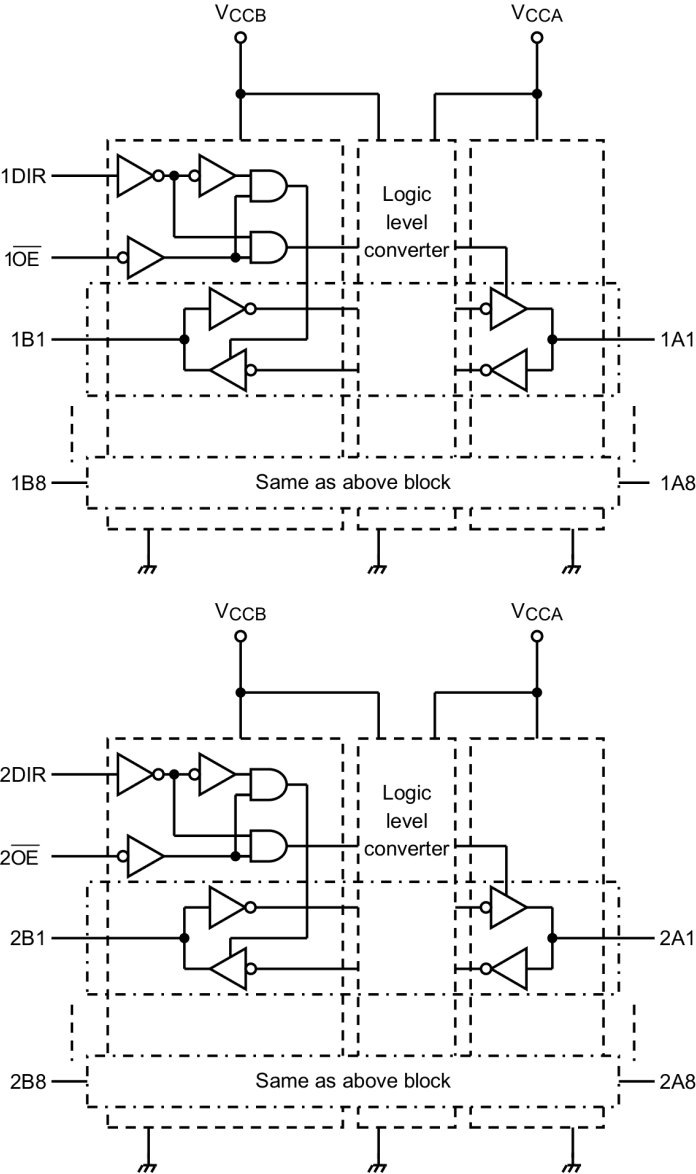 VCCB
VCCA
1DIR
Logic
level
converter
1OE
1B1
1A1
1B8
Same as above block
1A8
VCCB
VCCA
2DIR
Logic
level
converter
2OE
2B1
2A1
2B8
Same as above block
2A8